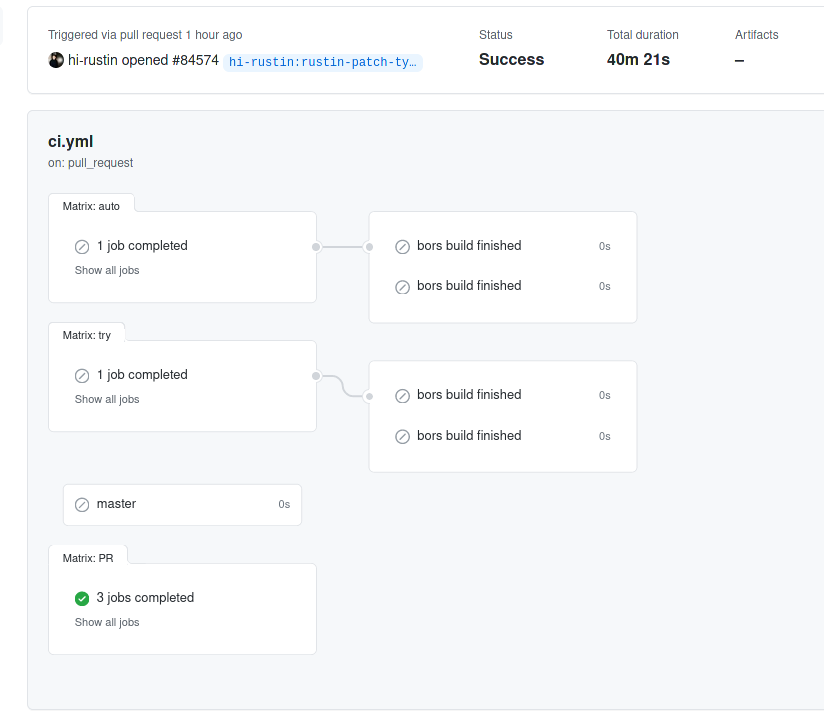 Triggered via pull request 1 hour ago
hi-rustin opened #84574 hi-rustin:rustin-patch-ty…
Status
Success
Total duration
40m 21s
Artifacts
–
ci.yml
on: pull_request
Matrix: auto
1 job completed
Show all jobs
bors build finished 0s
bors build finished 0s
Matrix: try
1 job completed
Show all jobs
bors build finished 0s
bors build finished 0s
master 0s
Matrix: PR
3 jobs completed
Show all jobs